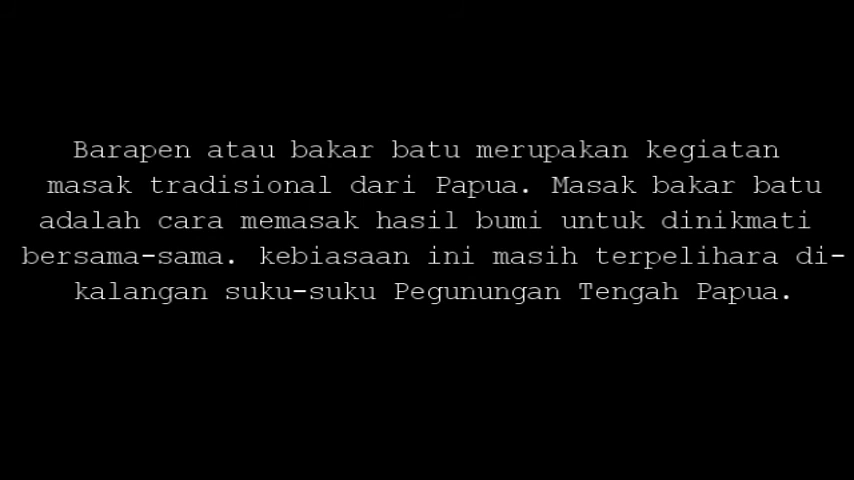 Barapen atau bakar batu merupakan kegiatan
masak tradisional dari Papua. Masak bakar batu
adalah cara memasak hasil bumi untuk dinikmati
bersama-sama. kebiasaan ini masih terpelihara di-
kalangan suku-suku Pegunungan Tengah Papua.